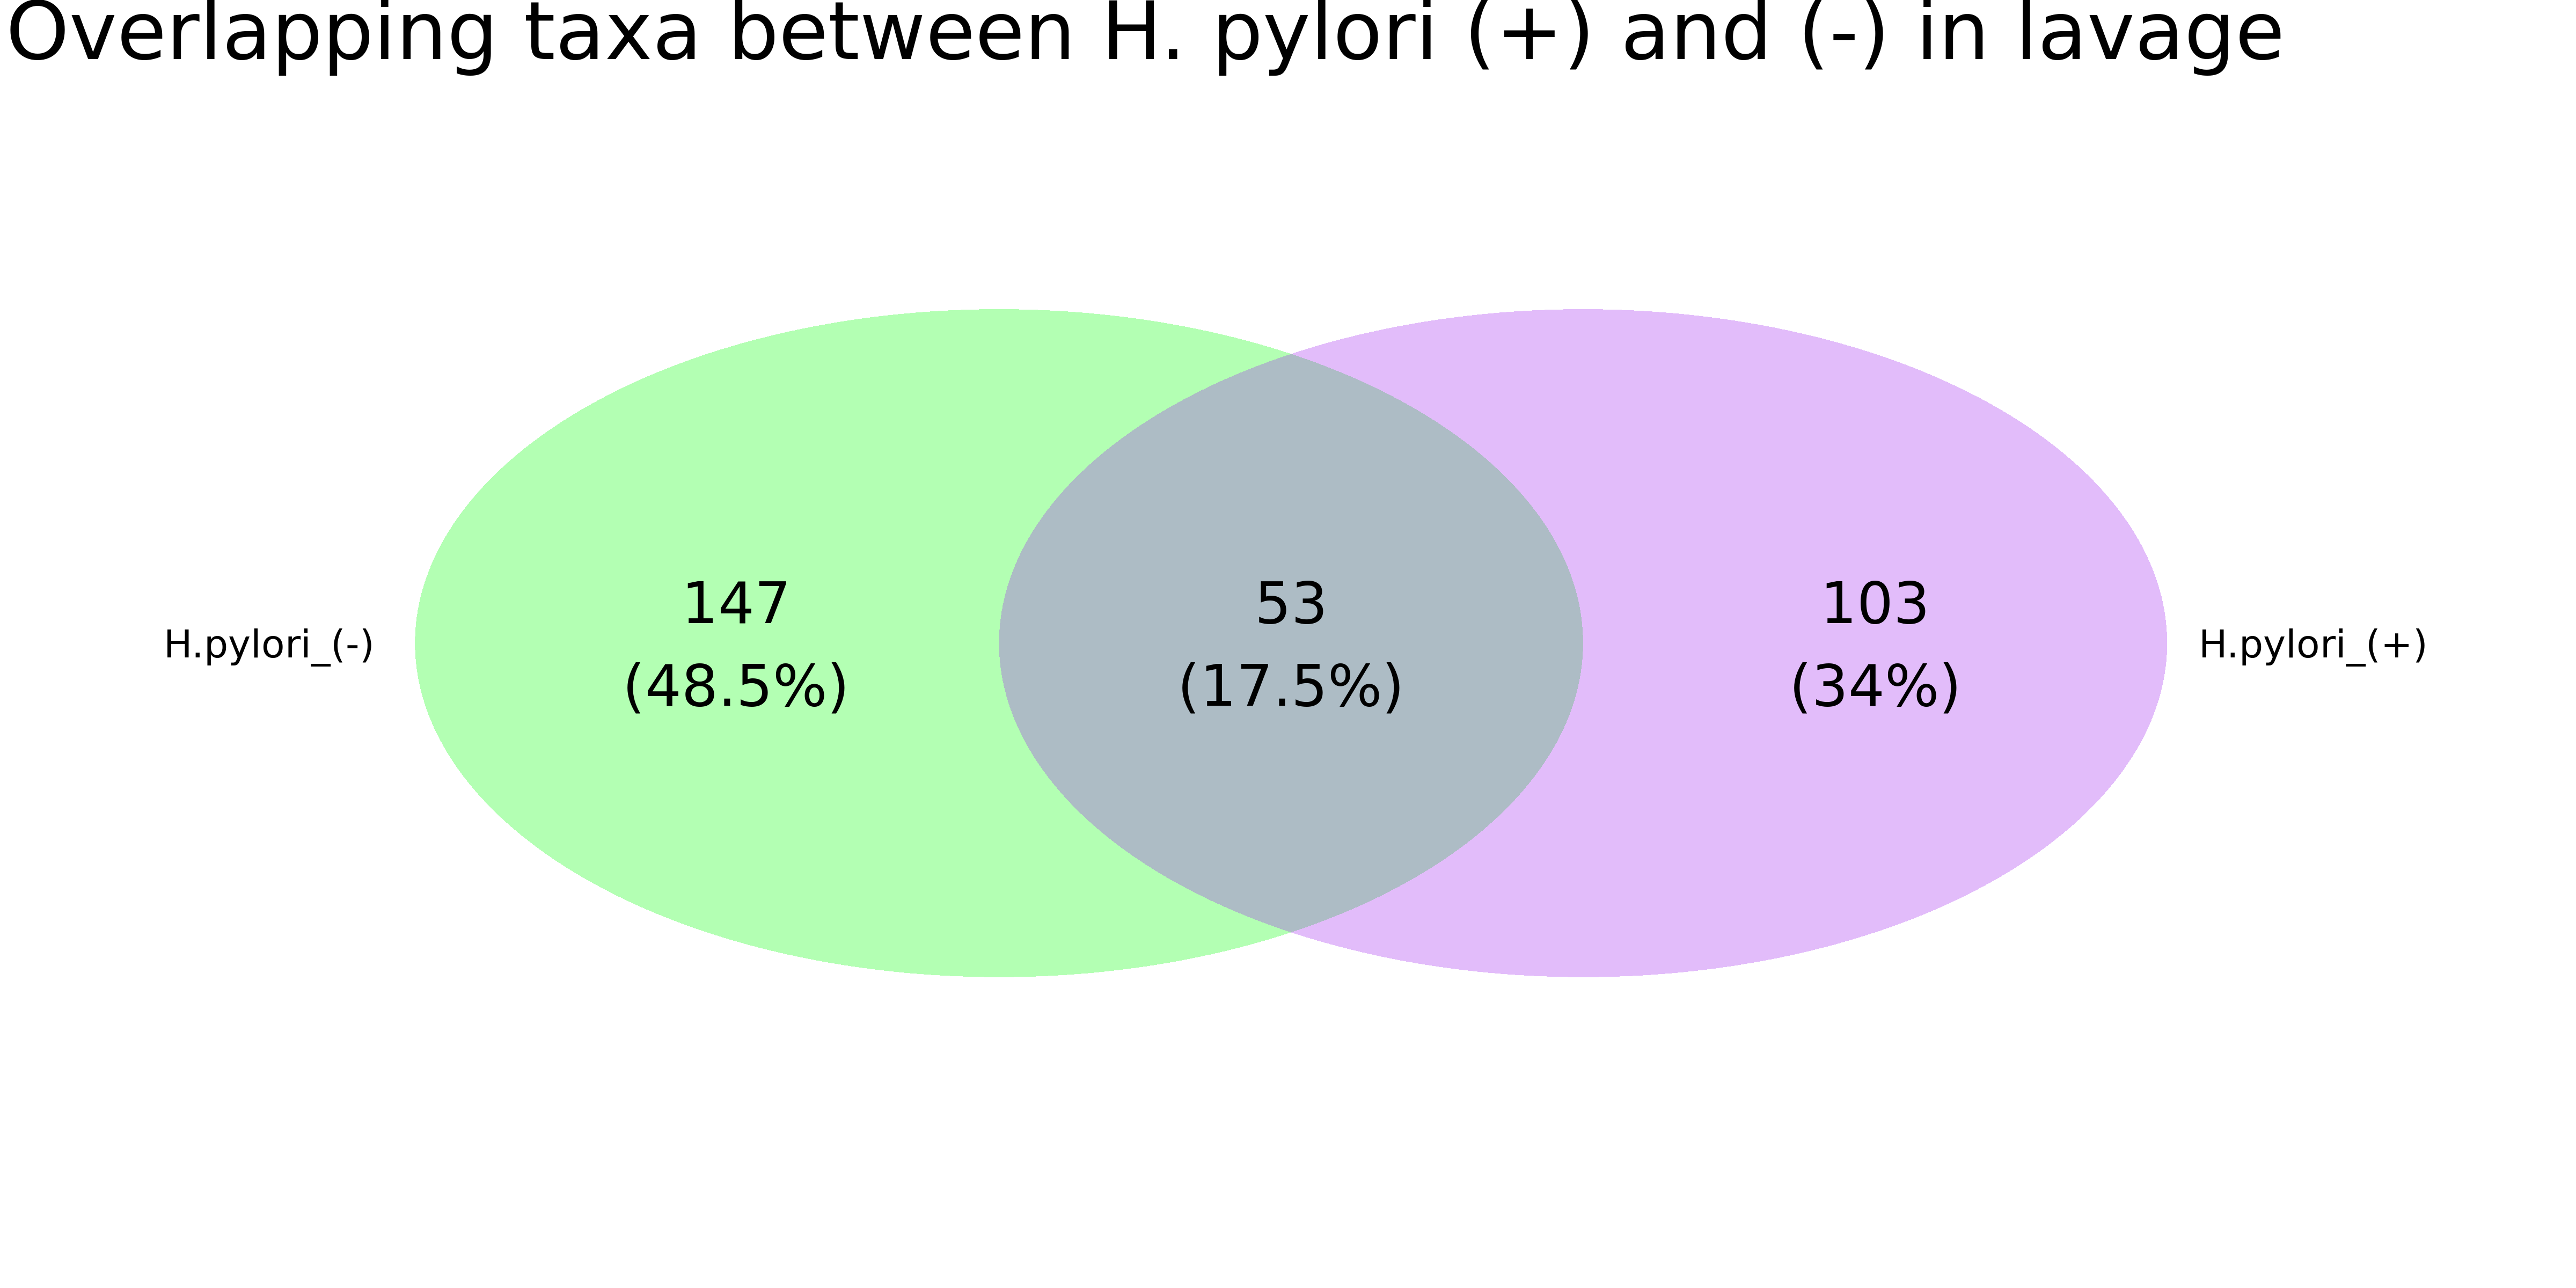 Overlapping taxa between H. pylori (+) and (-) in lavage
H.pylori_(-)
147
(48.5%)
53
(17.5%)
103
(34%)
H.pylori_(+)